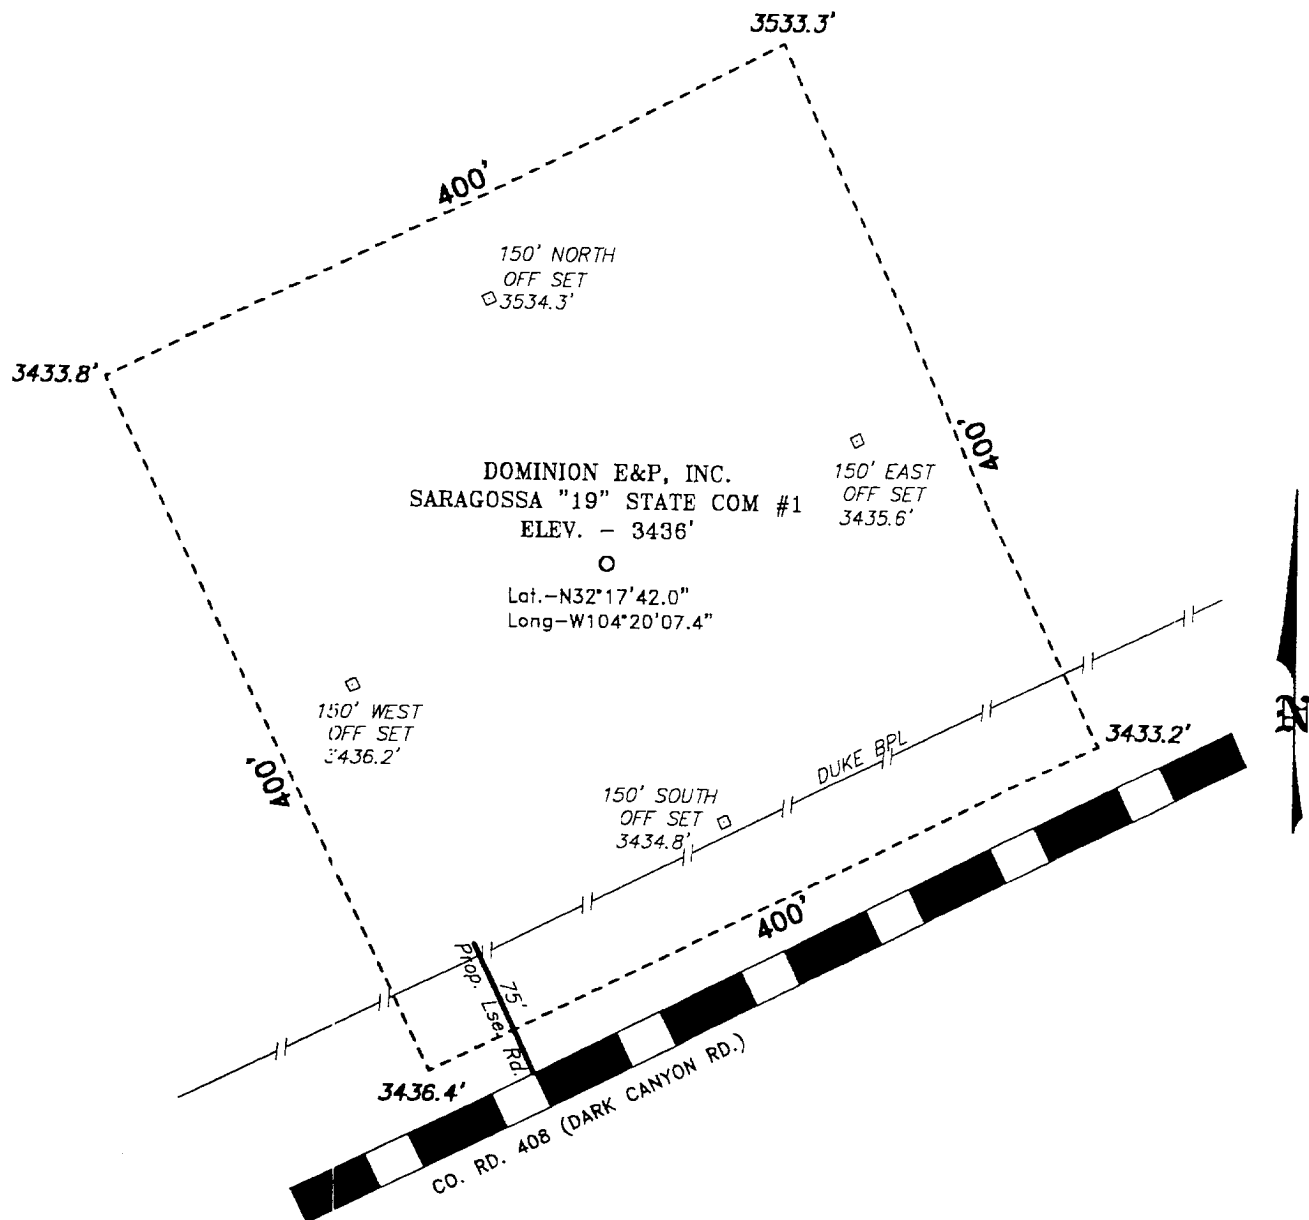 3533.3'
400'
150' NORTH
OFF SET
3534.3'
3433.8'
400'
DOMINION E&P, INC.
SARAGOSSA "19" STATE COM #1
ELEV. - 3436'
150' EAST
OFF SET
3435.6'
Lat.-N32°17'42.0"
Long-W104°20'07.4"
150' WEST
OFF SET
3436.2'
3433.2'
DUKE BPL
400'
150' SOUTH
OFF SET
3434.8'
400'
75'
Prop. Lse. Rd.
3436.4'
CO. RD. 408 (DARK CANYON RD.)